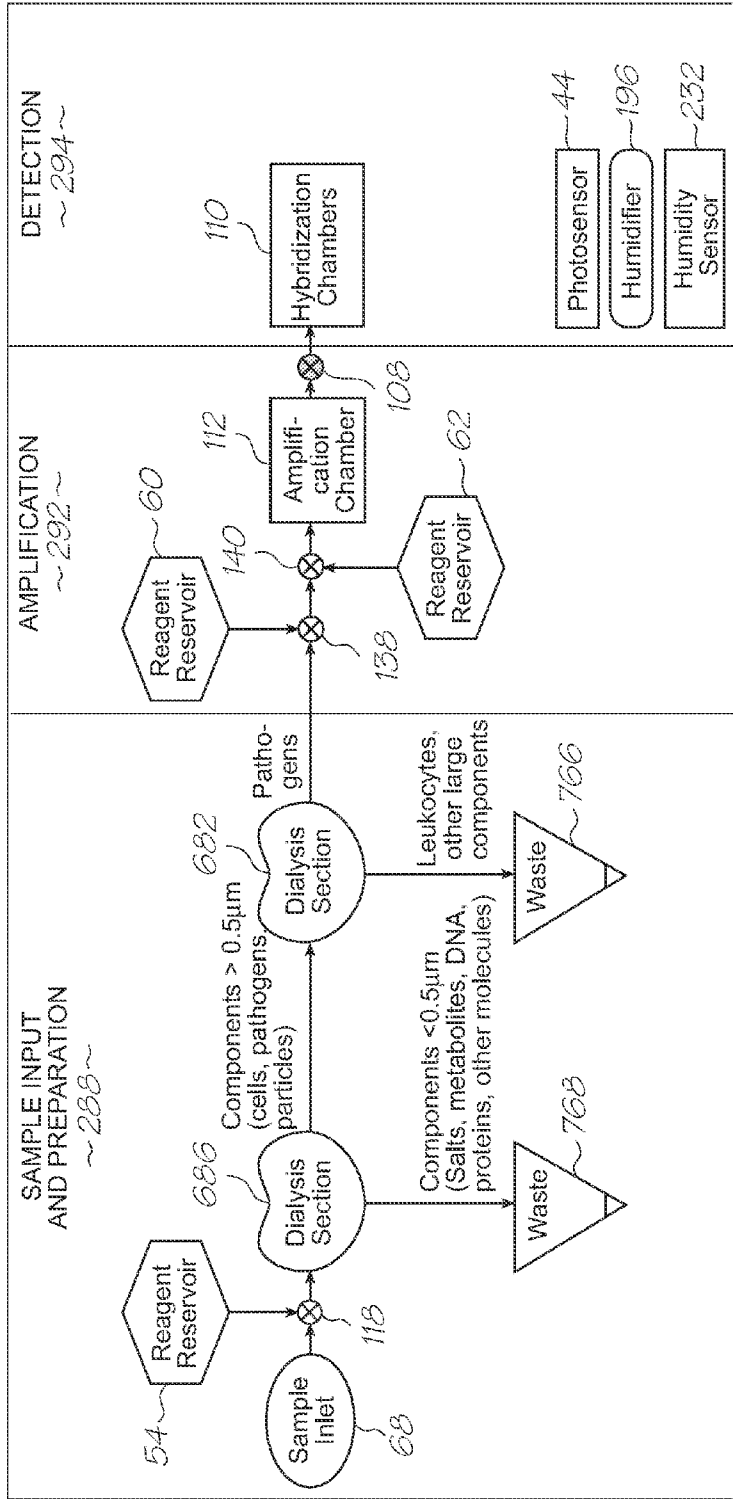 SAMPLE INPUT
AND PREPARATION
~288~
54
Reagent
Reservoir
Sample
Inlet
68
118
686
Dialysis
Section
Components > 0.5µm
(cells, pathogens,
particles)
Components <0.5µm
(Salts, metabolites, DNA,
proteins, other molecules)
Waste
768
682
Dialysis
Section
Patho-
gens
Leukocytes,
other large
components
Waste
766
AMPLIFICATION
~292~
60
Reagent
Reservoir
138
140
Reagent
Reservoir
62
112
Amplifi-
cation
Chamber
108
DETECTION
~294~
110
Hybridization
Chambers
Photosensor
44
Humidifier
196
Humidity
Sensor
232